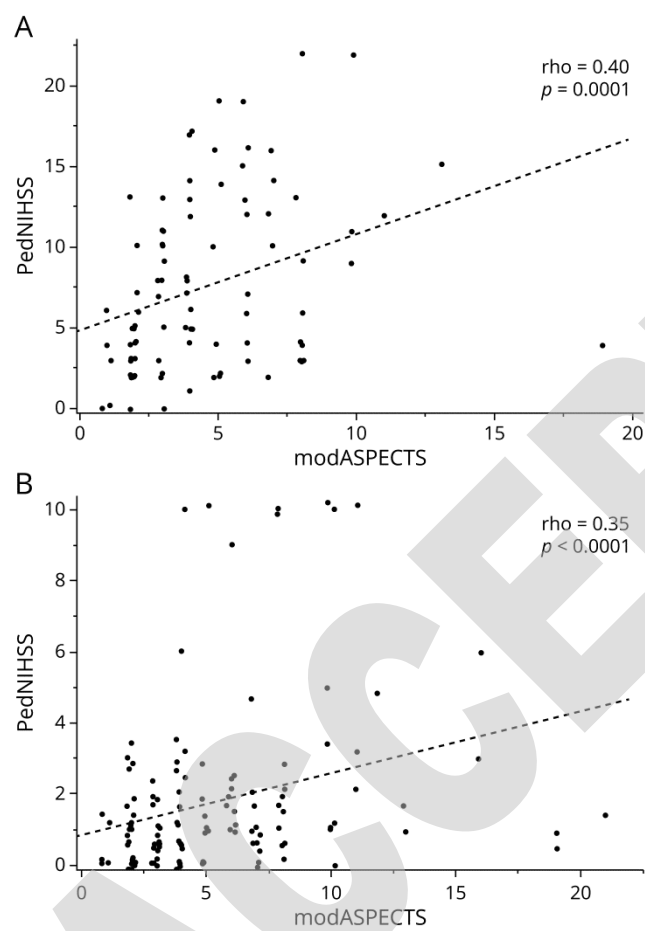 A
rho = 0.40
p = 0.0001
PedNIHSS
20
15
10
5
0
0 5 10 15 20
modASPECTS
B
rho = 0.35
p < 0.0001
PedNIHSS
10
8
6
4
2
0
0 5 10 15 20
modASPECTS